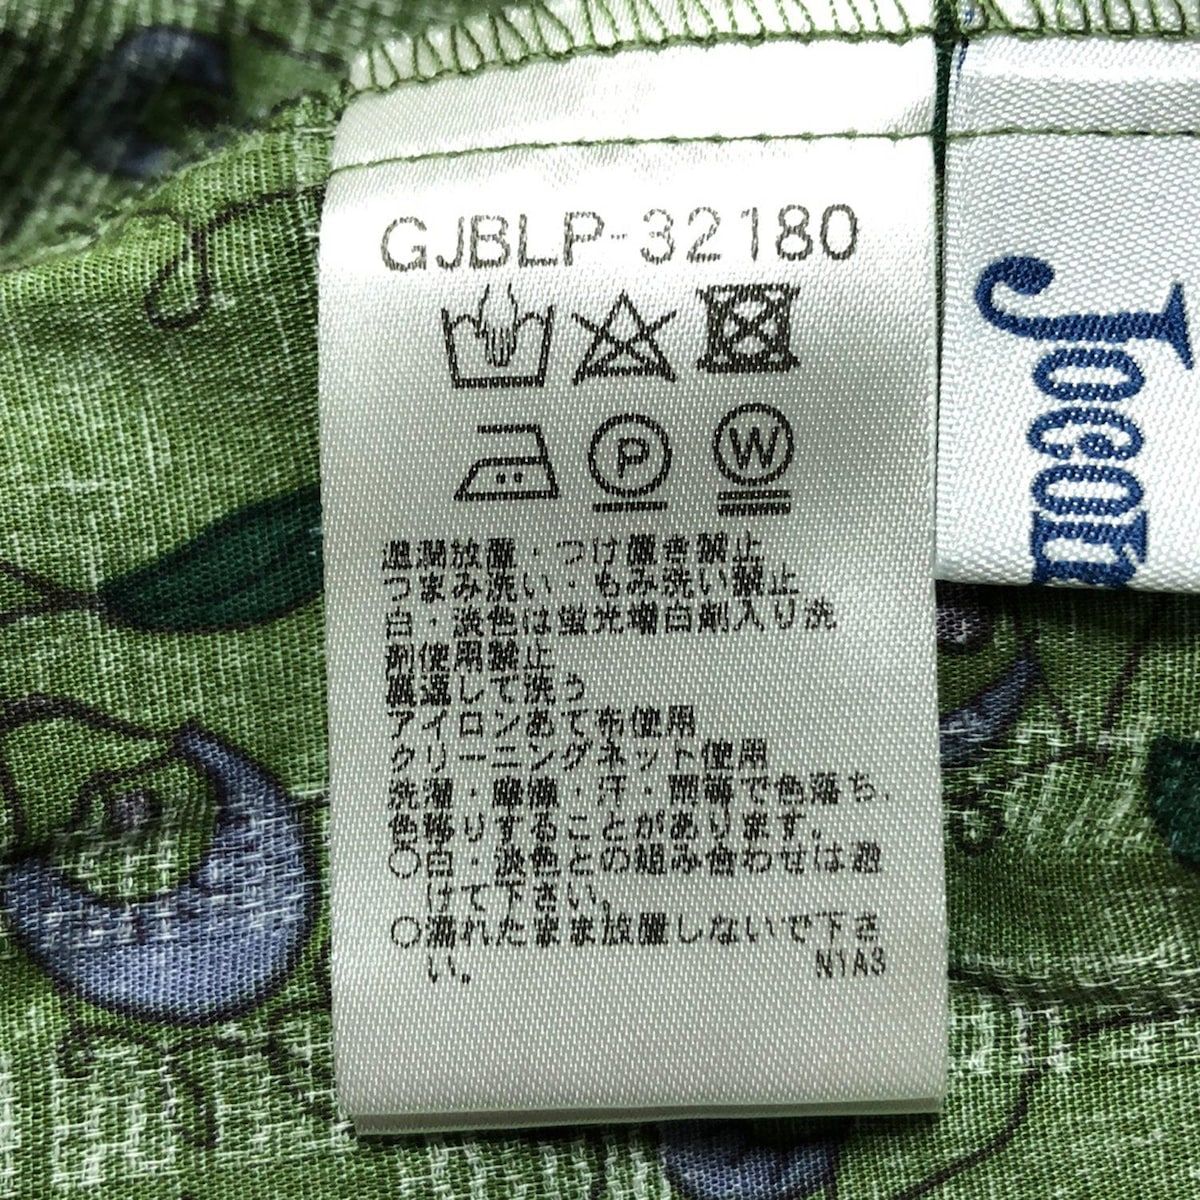 GJBLP-32180
P
W
湿潤放置・つけ置き禁止
つまみ洗い・もみ洗い禁止
白・淡色は蛍光増白剤入り洗
剤使用禁止
裏返して洗う
アイロンあて布使用
クリーニングネット使用
洗濯・摩擦・汗・雨等で色落ち、
色移りすることがあります。
○白・淡色との組み合わせは避
けて下さい。
○濡れたまま放置しないで下さ
い。
N1A3